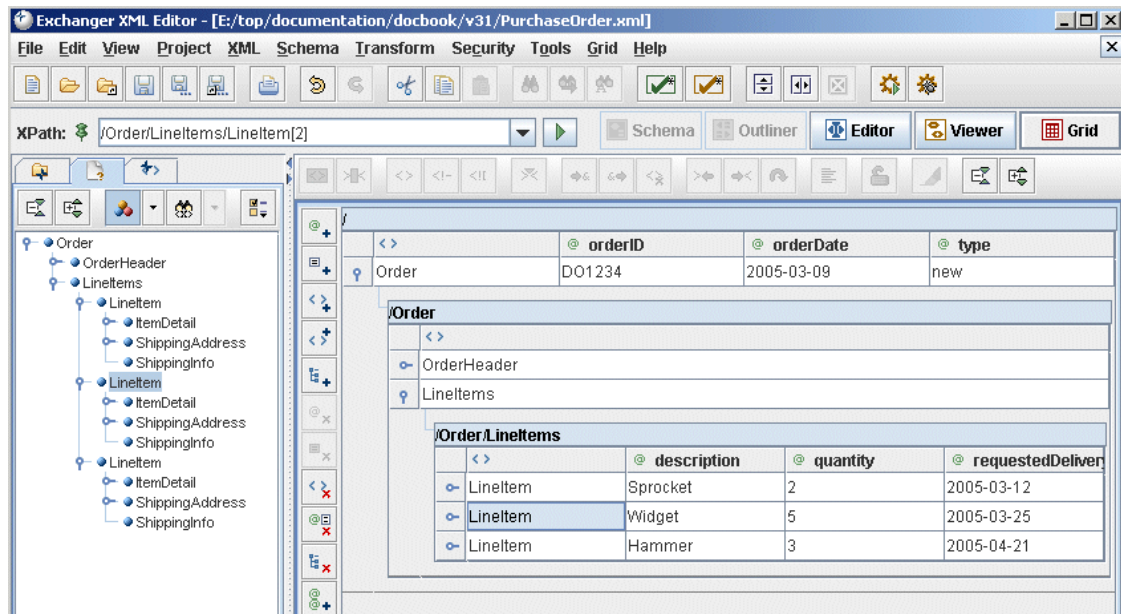 Exchanger XML Editor - [E:/top/documentation/docbook/v31/PurchaseOrder.xml]
File Edit View Project XML Schema Transform Security Tools Grid Help
XPath: /Order/LineItems/LineItem[2]
Schema Outliner Editor Viewer Grid
Order
OrderHeader
LineItems
LineItem
ItemDetail
ShippingAddress
ShippingInfo
LineItem
ItemDetail
ShippingAddress
ShippingInfo
LineItem
ItemDetail
ShippingAddress
ShippingInfo
/
<> @ orderID @ orderDate @ type
Order DO1234 2005-03-09 new
/Order
<>
OrderHeader
LineItems
/Order/LineItems
<> @ description @ quantity @ requestedDelivery
LineItem Sprocket 2 2005-03-12
LineItem Widget 5 2005-03-25
LineItem Hammer 3 2005-04-21